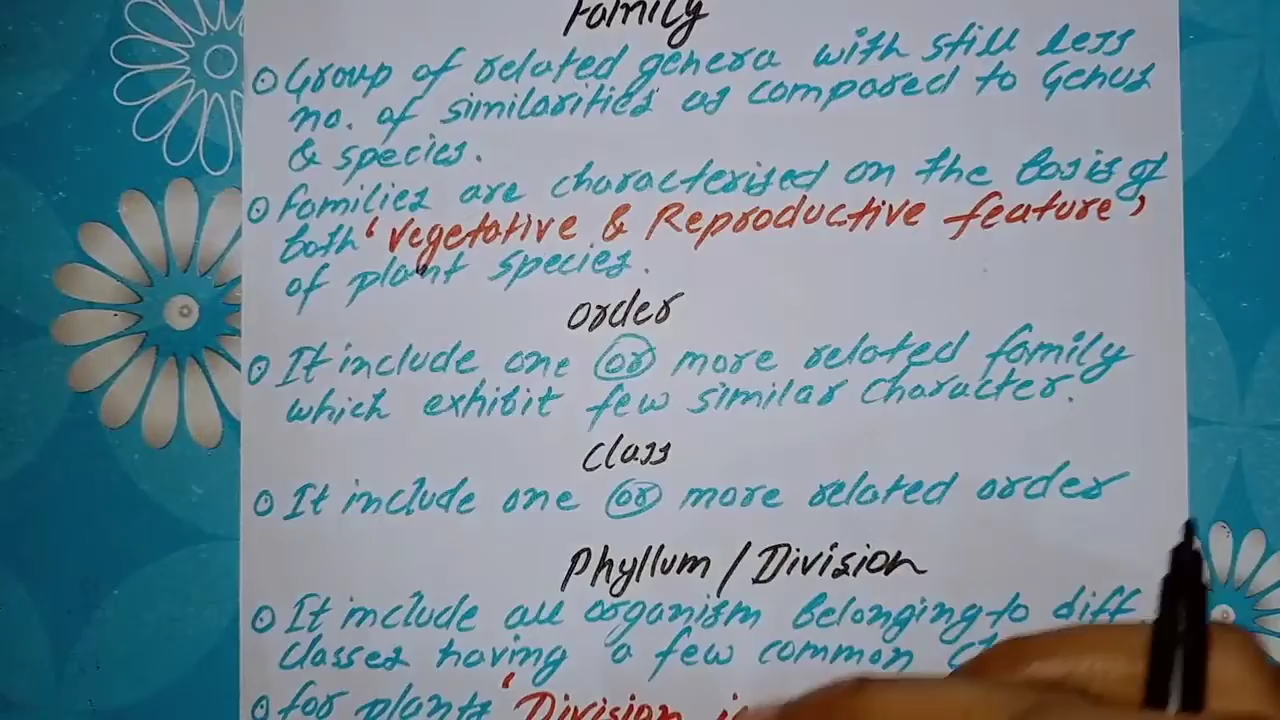 Family
Group of related genera with still less
no. of similarities as compared to Genus
& species.
Families are characterised on the basis of
both 'Vegetative & Reproductive feature'
of plant species.
Order
It include one or more related family
which exhibit few similar character.
Class
It include one or more related order
Phyllum / Division
It include all organism belonging to diff
classes having a few common
for plants 'Division is